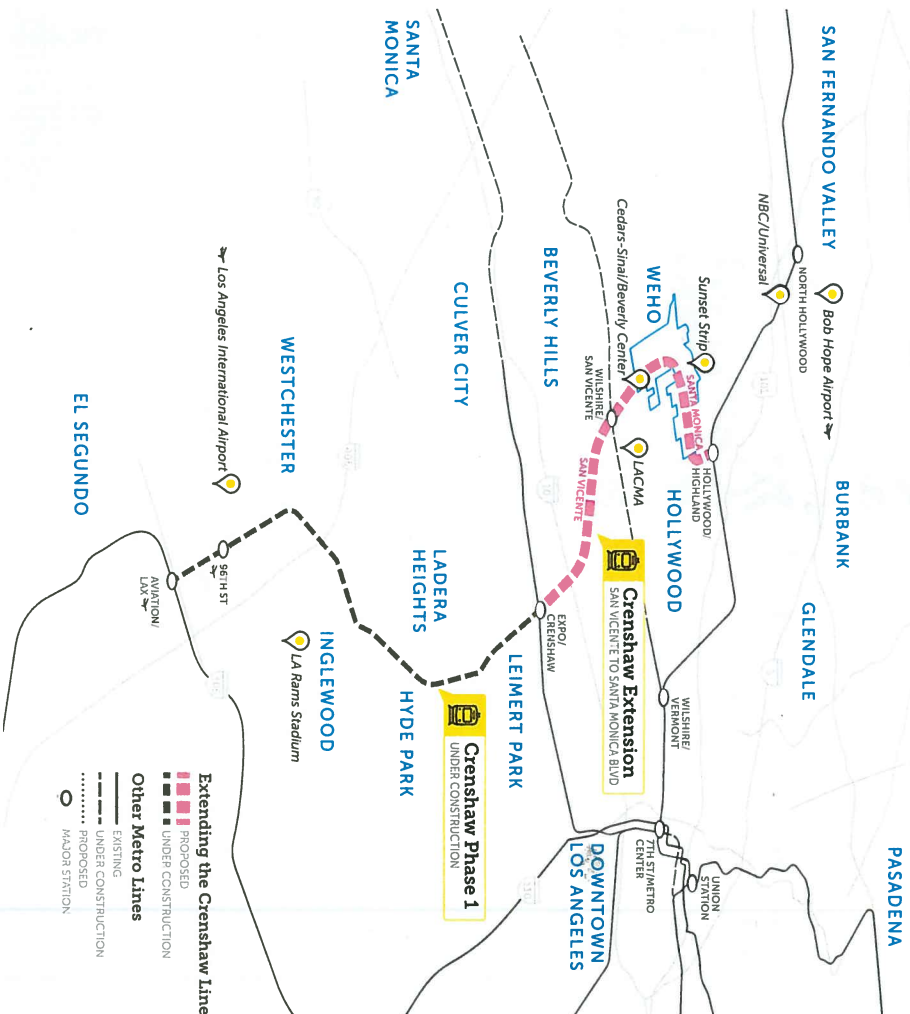 PASADENA
BURBANK
GLENDALE
SAN FERNANDO VALLEY
Bob Hope Airport
NORTH HOLLYWOOD
NBC/Universal
HOLLYWOOD/
HIGHLAND
Sunset Strip
SANTA MONICA
WEHO
HOLLYWOOD
WILSHIRE/
VERMONT
UNION
STATION
7TH ST/METRO
CENTER
Cedars-Sinai/Beverly Center
LACMA
Crenshaw Extension
SAN VICENTE TO SANTA MONICA BLVD
WILSHIRE/
SAN VICENTE
SAN VICENTE
DOWNTOWN
LOS ANGELES
BEVERLY HILLS
EXPO/
CRENSHAW
LEIMERT PARK
CULVER CITY
Crenshaw Phase 1
UNDER CONSTRUCTION
LADERA
HEIGHTS
HYDE PARK
SANTA
MONICA
INGLEWOOD
LA Rams Stadium
WESTCHESTER
Los Angeles International Airport
96TH ST
AVIATION/
LAX
EL SEGUNDO
Extending the Crenshaw Line
PROPOSED
UNDER CONSTRUCTION
Other Metro Lines
EXISTING
UNDER CONSTRUCTION
PROPOSED
MAJOR STATION